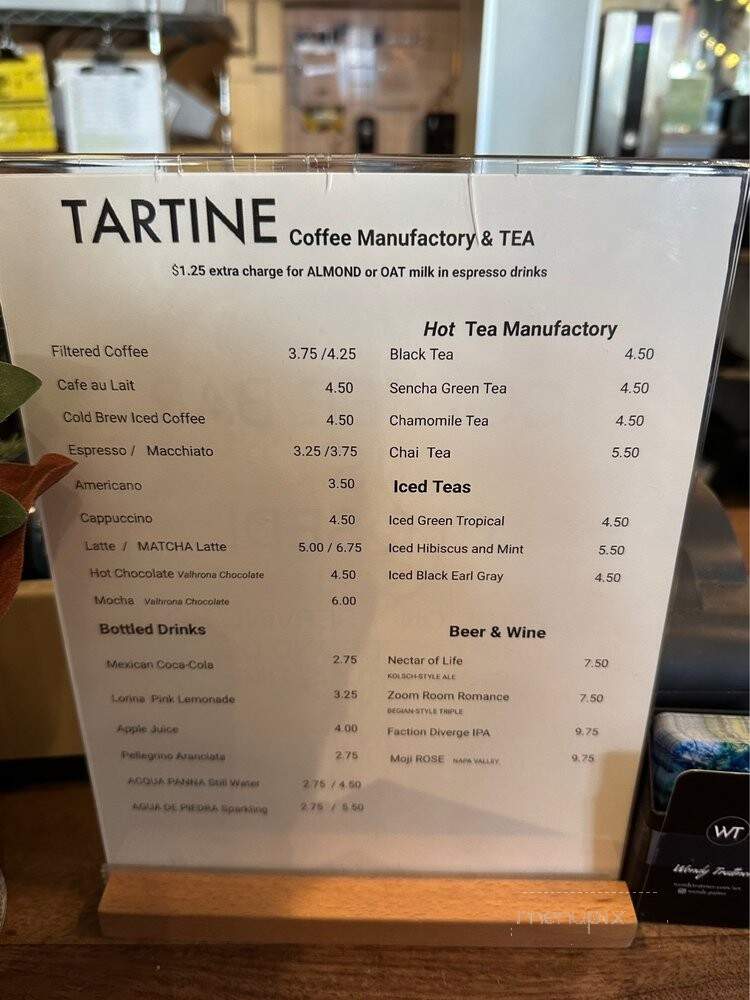 TARTINE Coffee Manufactory & TEA
$1.25 extra charge for ALMOND or OAT milk in espresso drinks
Filtered Coffee 3.75 /4.25
Cafe au Lait 4.50
Cold Brew Iced Coffee 4.50
Espresso / Macchiato 3.25 /3.75
Americano 3.50
Cappuccino 4.50
Latte / MATCHA Latte 5.00 / 6.75
Hot Chocolate Valhrona Chocolate 4.50
Mocha Valhrona Chocolate 6.00
Bottled Drinks
Mexican Coca-Cola 2.75
Lorina Pink Lemonade 3.25
Apple Juice 4.00
Pellegrino Aranciata 2.75
ACQUA PANNA Still Water 2.75 / 4.50
AGUA DE PIEDRA Sparkling 2.75 / 5.50
Hot Tea Manufactory
Black Tea 4.50
Sencha Green Tea 4.50
Chamomile Tea 4.50
Chai Tea 5.50
Iced Teas
Iced Green Tropical 4.50
Iced Hibiscus and Mint 5.50
Iced Black Earl Gray 4.50
Beer & Wine
Nectar of Life 7.50
KOLSCH-STYLE ALE
Zoom Room Romance 7.50
BEGIAN-STYLE TRIPLE
Faction Diverge IPA 9.75
Moji ROSE NAPA VALLEY 9.75
WT
Wendy
menupix